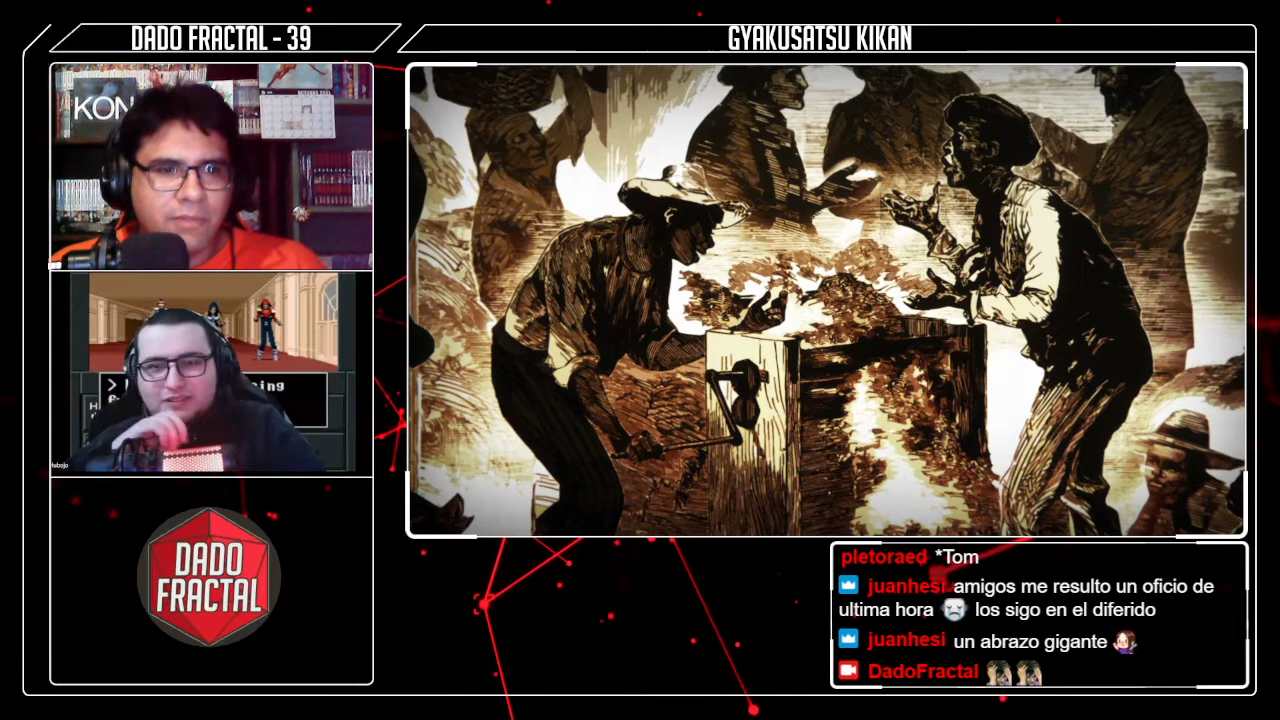 DADO FRACTAL - 39
GYAKUSATSU KIKAN
KON
DADO
FRACTAL
pletoraed *Tom
juanhesi amigos me resulto un oficio de
ultima hora los sigo en el diferido
juanhesi un abrazo gigante
DadoFractal